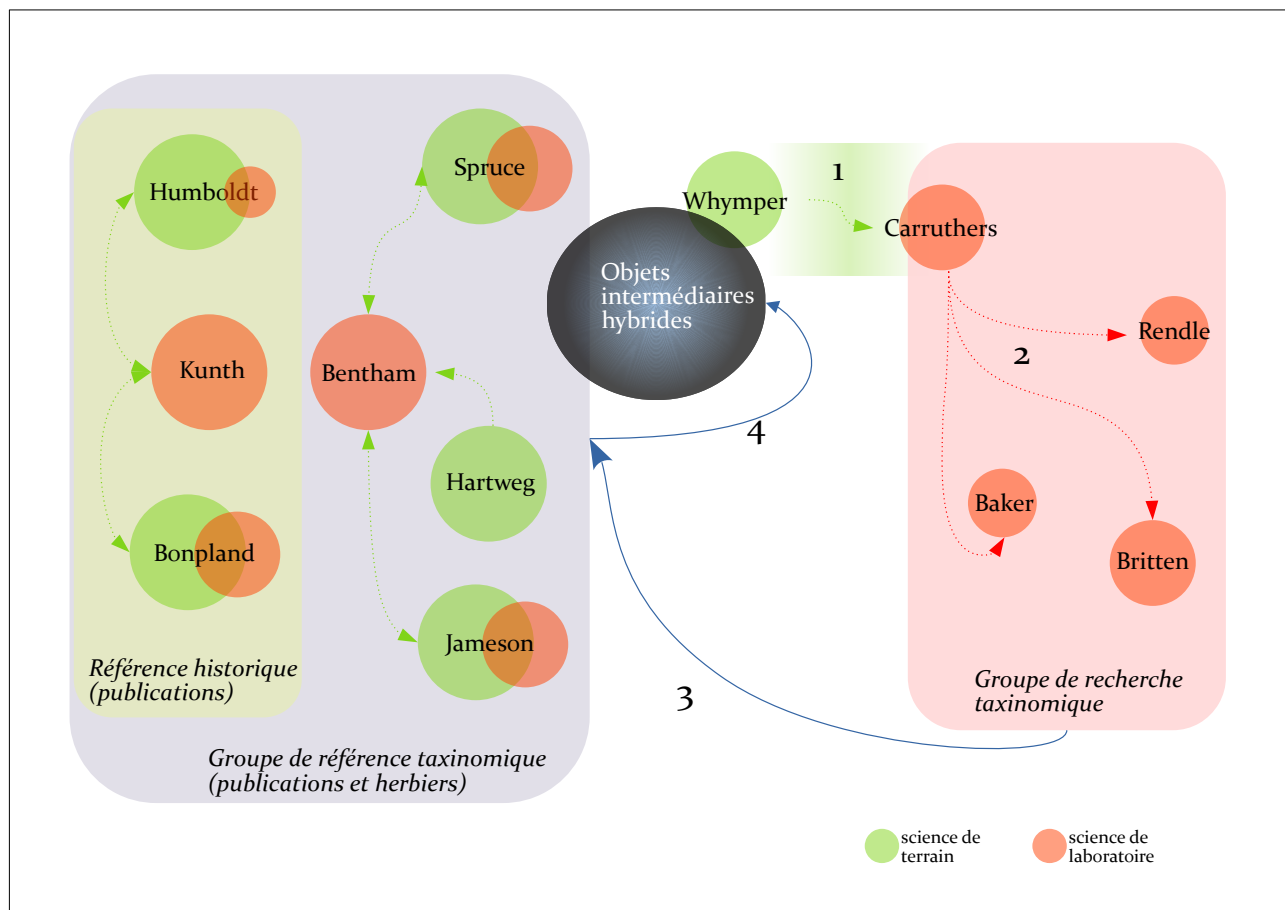 Humboldt
Kunth
Bonpland
Référence historique
(publications)
Spruce
Bentham
Hartweg
Jameson
Groupe de référence taxinomique
(publications et herbiers)
Whymper
Objets
intermédiaires
hybrides
1
Carruthers
Rendle
2
Baker
Britten
Groupe de recherche
taxinomique
4
3
science de
terrain
science de
laboratoire